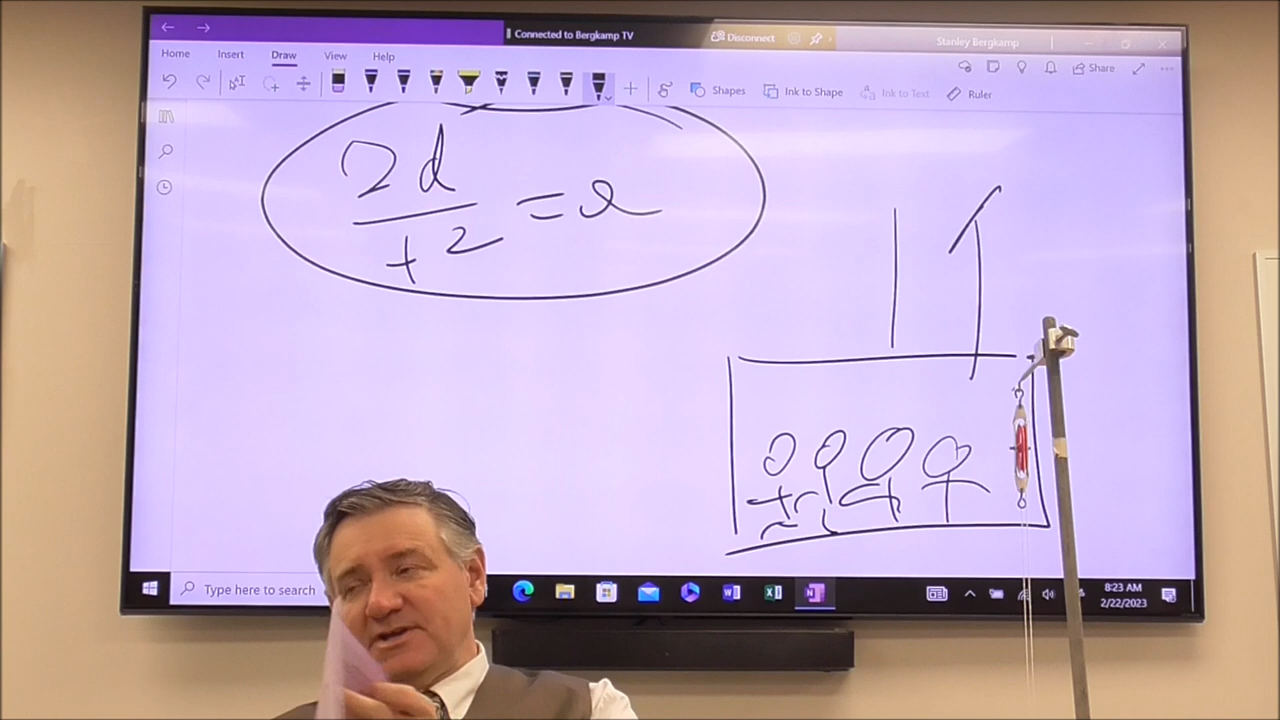 Connected to Bergkamp TV
Disconnect
Stanley Bergkamp
Home Insert Draw View Help
Share
Shapes Ink to Shape Ink to Text Ruler
2d
t2 = a
1 T
Type here to search
8:23 AM
2/22/2023